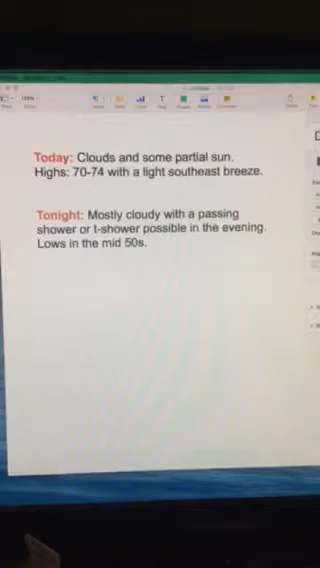 Today: Clouds and some partial sun.
Highs: 70-74 with a light southeast breeze.
Tonight: Mostly cloudy with a passing
shower or t-shower possible in the evening.
Lows in the mid 50s.